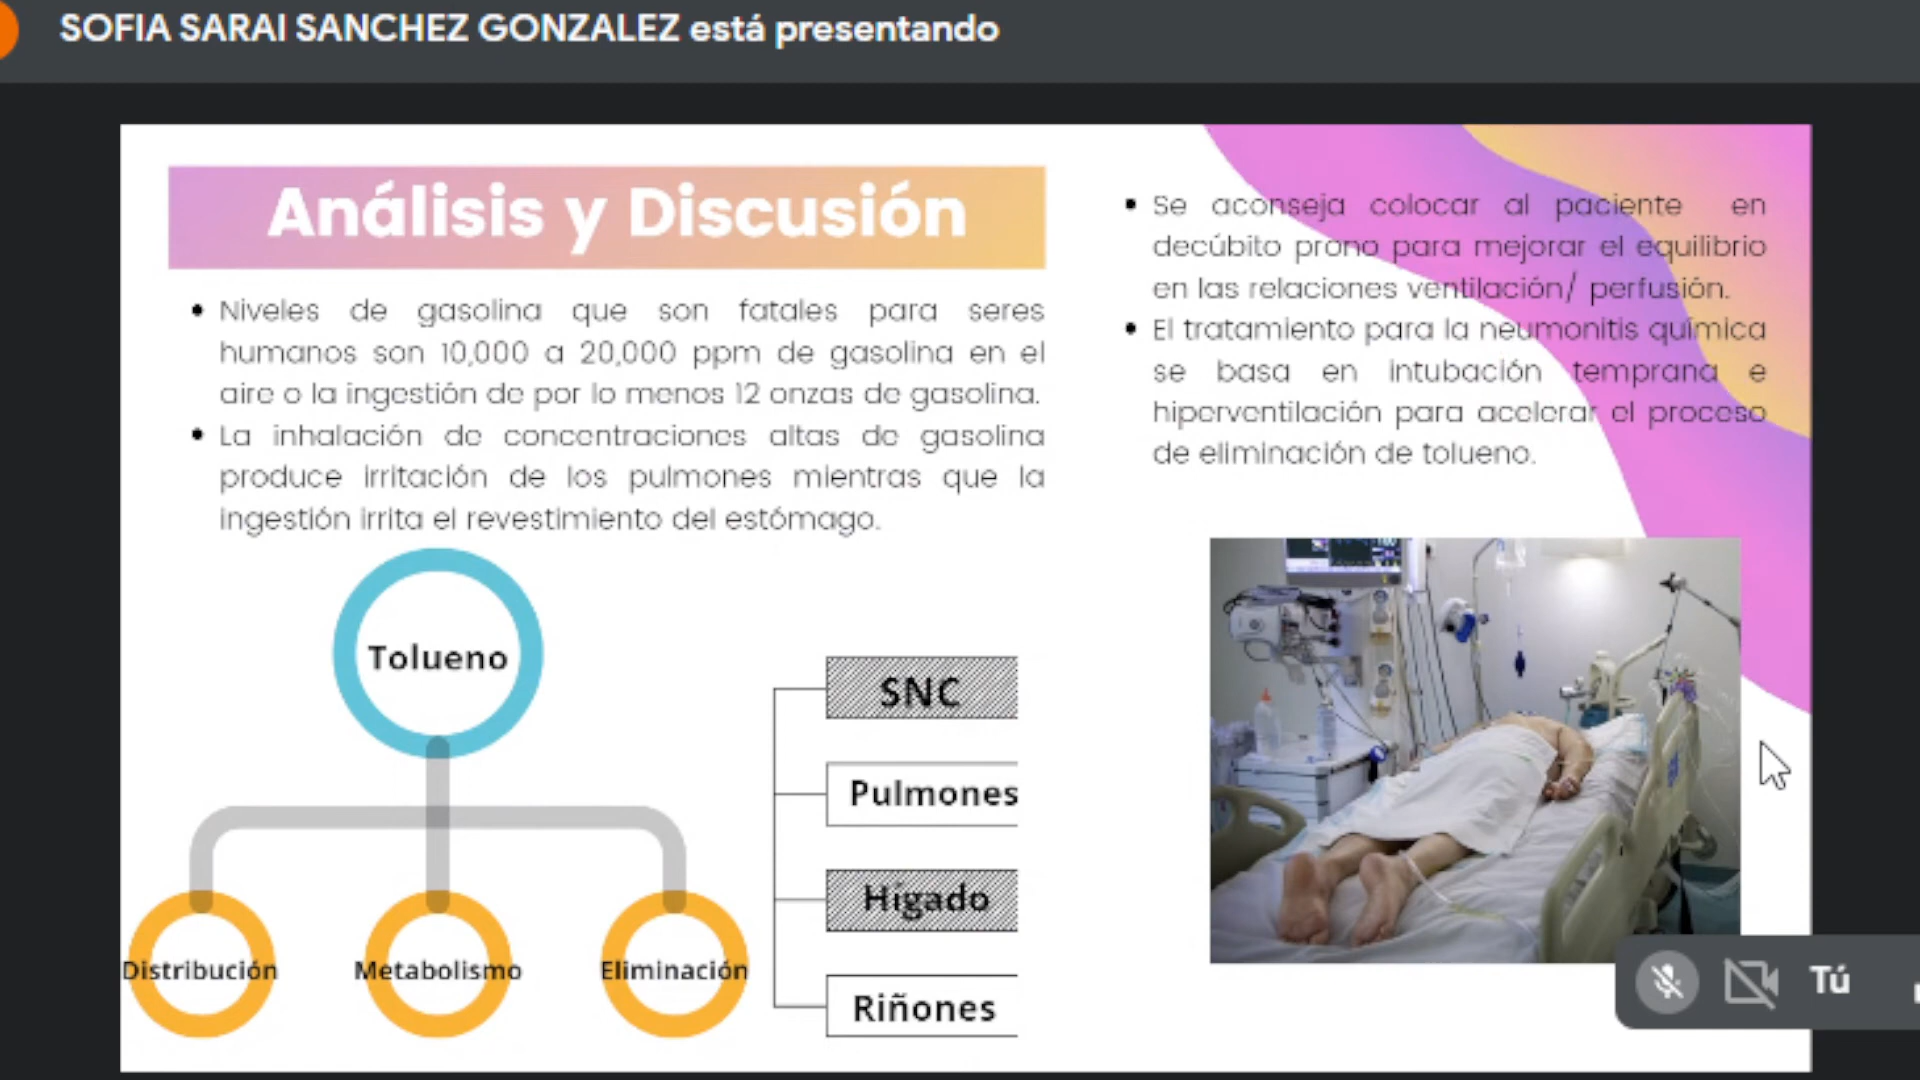 SOFIA SARAI SANCHEZ GONZALEZ está presentando
Análisis y Discusión
Niveles de gasolina que son fatales para seres
humanos son 10,000 a 20,000 ppm de gasolina en el
aire o la ingestión de por lo menos 12 onzas de gasolina.
La inhalación de concentraciones altas de gasolina
produce irritación de los pulmones mientras que la
ingestión irrita el revestimiento del estómago.
Se aconseja colocar al paciente en
decúbito prono para mejorar el equilibrio
en las relaciones ventilación/ perfusión.
El tratamiento para la neumonitis química
se basa en intubación temprana e
hiperventilación para acelerar el proceso
de eliminación de tolueno.
Tolueno
Distribución
Metabolismo
Eliminación
SNC
Pulmones
Hígado
Riñones
Tú